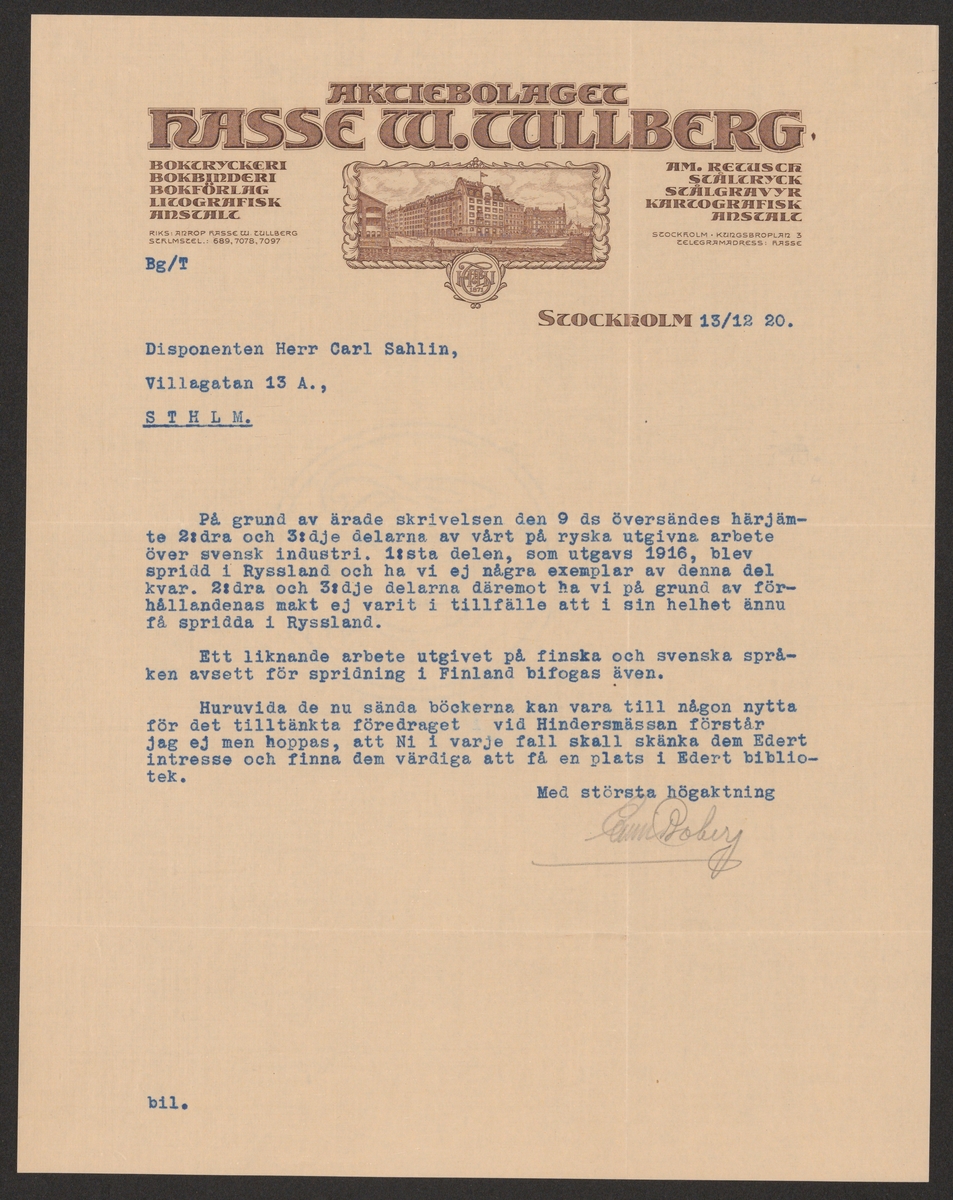 AKTIEBOLAGET
HASSE W. TULLBERG.
BOKTRYCKERI
BOKBINDERI
BOKFÖRLAG
LITOGRAFISK
ANSTALT
RIKS: ANROP HASSE W. TULLBERG
STHLMSTEL.: 689, 7078, 7097
AM. RETUSCH
STÅLTRYCK
STÅLGRAVYR
KARTOGRAFISK
ANSTALT
STOCKHOLM · KUNGSBROPLAN 3
TELEGRAMADRESS: HASSE
1871
Bg/T
STOCKHOLM 13/12 20.
Disponenten Herr Carl Sahlin,
Villagatan 13 A.,
S T H L M.
På grund av ärade skrivelsen den 9 ds översändes härjäm-
te 2:dra och 3:dje delarna av vårt på ryska utgivna arbete
över svensk industri. 1:sta delen, som utgavs 1916, blev
spridd i Ryssland och ha vi ej några exemplar av denna del
kvar. 2:dra och 3:dje delarna däremot ha vi på grund av för-
hållandenas makt ej varit i tillfälle att i sin helhet ännu
få spridda i Ryssland.
Ett liknande arbete utgivet på finska och svenska språ-
ken avsett för spridning i Finland bifogas även.
Huruvida de nu sända böckerna kan vara till någon nytta
för det tilltänkta föredraget vid Hindersmässan förstår
jag ej men hoppas, att Ni i varje fall skall skänka dem Edert
intresse och finna dem värdiga att få en plats i Edert biblio-
tek.
Med största högaktning
Boberg
bil.